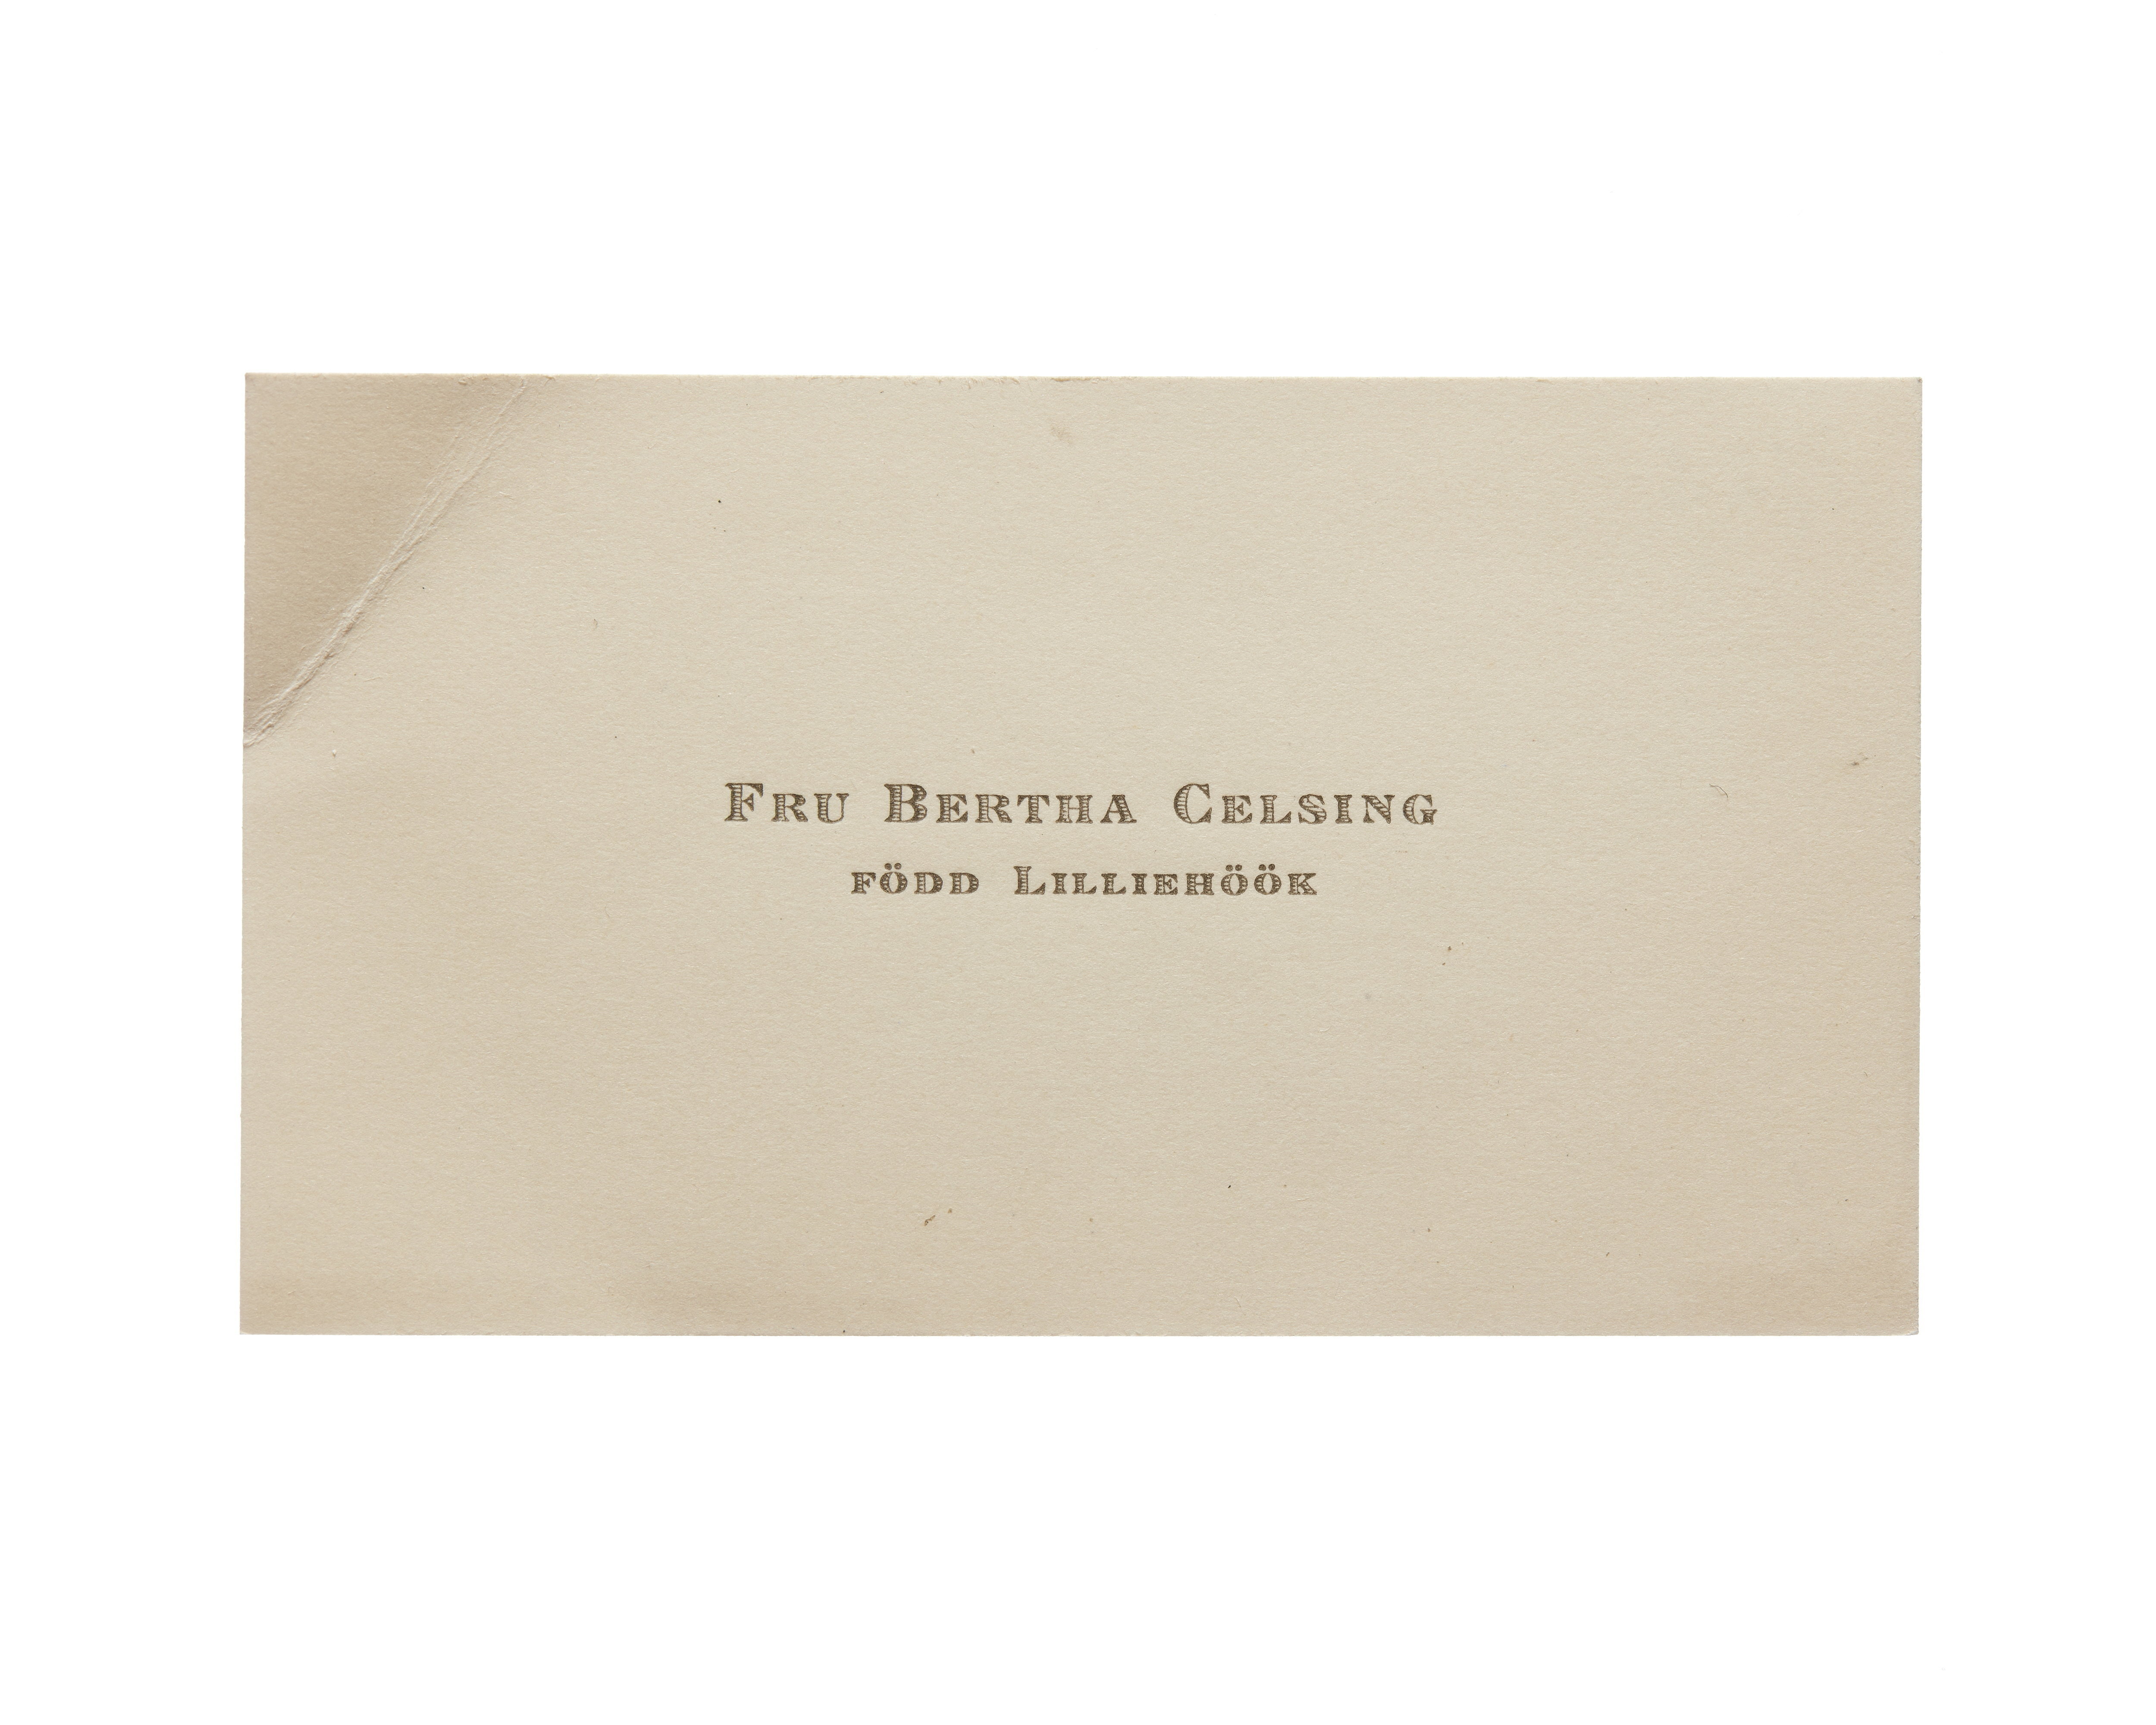 Fru Bertha Celsing
född Lilliehöök